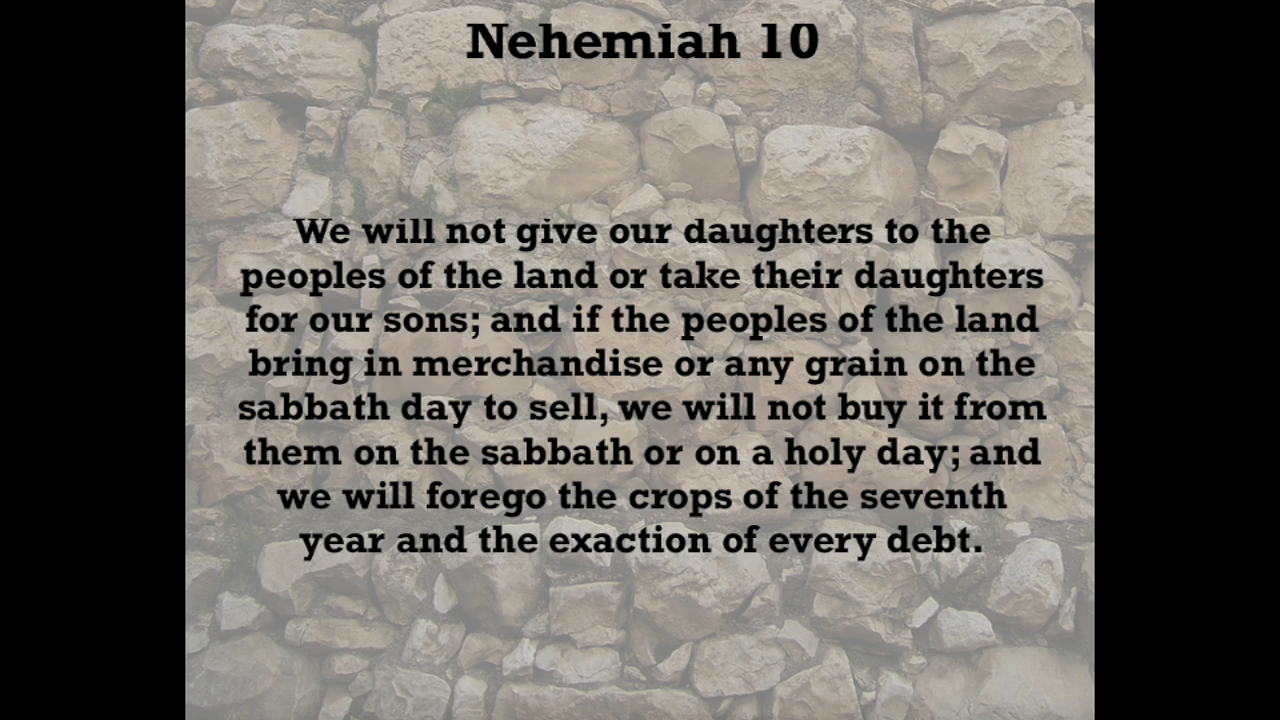 Nehemiah 10
We will not give our daughters to the
peoples of the land or take their daughters
for our sons; and if the peoples of the land
bring in merchandise or any grain on the
sabbath day to sell, we will not buy it from
them on the sabbath or on a holy day; and
we will forego the crops of the seventh
year and the exaction of every debt.